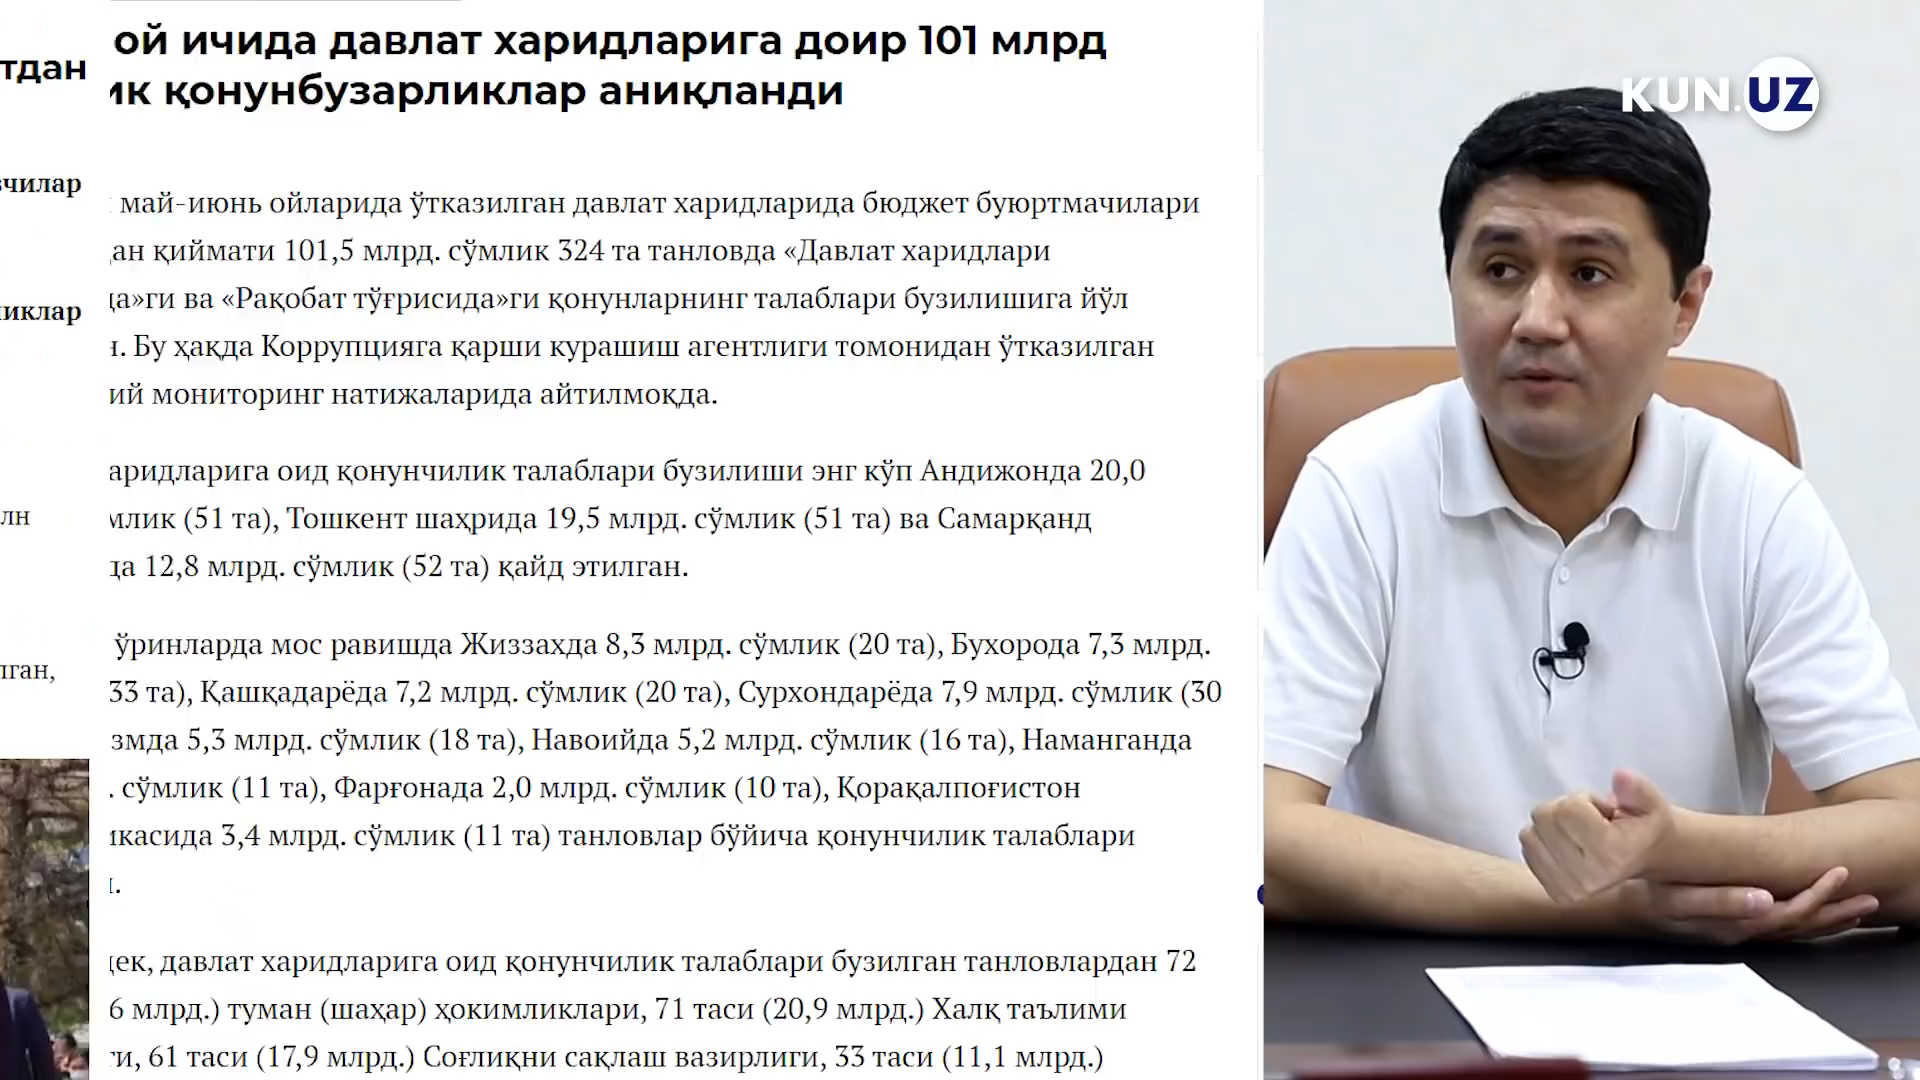 ой ичида давлат харидларига доир 101 млрд
тдан
ик қонунбузарликлар аниқланди
KUN.UZ
вчилар
май-июнь ойларида ўтказилган давлат харидларида бюджет буюртмачилари
қиймати 101,5 млрд. сўмлик 324 та танловда «Давлат харидлари
ги ва «Рақобат тўғрисида»ги қонунларнинг талаблари бузилишига йўл
иклар
Бу ҳақда Коррупцияга қарши курашиш агентлиги томонидан ўтказилган
ий мониторинг натижаларида айтилмоқда.
аридларига оид қонунчилик талаблари бузилиши энг кўп Андижонда 20,0
млик (51 та), Тошкент шаҳрида 19,5 млрд. сўмлик (51 та) ва Самарқанд
лн
да 12,8 млрд. сўмлик (52 та) қайд этилган.
ўринларда мос равишда Жиззахда 8,3 млрд. сўмлик (20 та), Бухорода 7,3 млрд.
лган,
33 та), Қашқадарёда 7,2 млрд. сўмлик (20 та), Сурхондарёда 7,9 млрд. сўмлик (30
змда 5,3 млрд. сўмлик (18 та), Навоийда 5,2 млрд. сўмлик (16 та), Наманганда
сўмлик (11 та), Фарғонада 2,0 млрд. сўмлик (10 та), Қорақалпоғистон
икасида 3,4 млрд. сўмлик (11 та) танловлар бўйича қонунчилик талаблари
дек, давлат харидларига оид қонунчилик талаблари бузилган танловлардан 72
6 млрд.) туман (шаҳар) ҳокимликлари, 71 таси (20,9 млрд.) Халқ таълими
ги, 61 таси (17,9 млрд.) Соғлиқни сақлаш вазирлиги, 33 таси (11,1 млрд.)